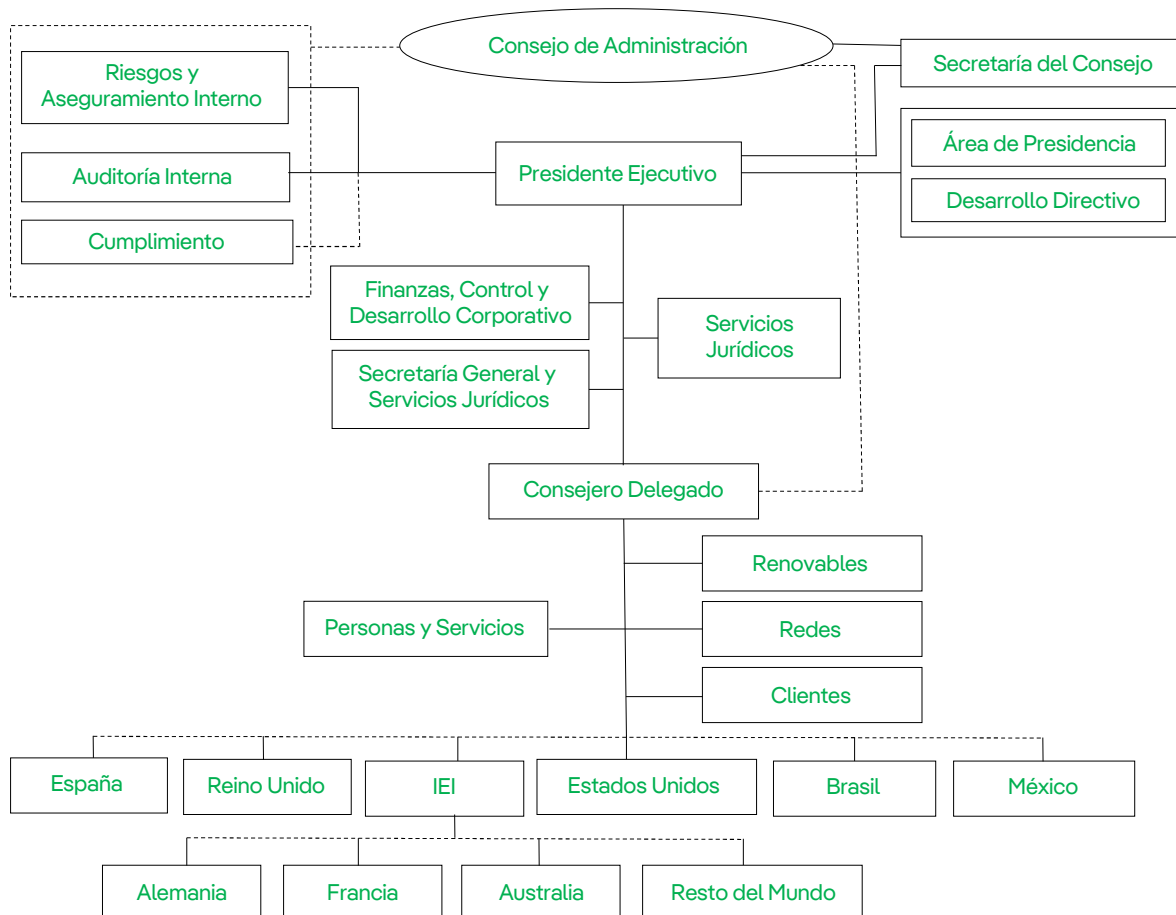 Consejo de Administración
Secretaría del Consejo
Riesgos y
Aseguramiento Interno
Área de Presidencia
Auditoría Interna
Presidente Ejecutivo
Desarrollo Directivo
Cumplimiento
Finanzas, Control y
Desarrollo Corporativo
Servicios
Jurídicos
Secretaría General y
Servicios Jurídicos
Consejero Delegado
Renovables
Personas y Servicios
Redes
Clientes
España
Reino Unido
IEI
Estados Unidos
Brasil
México
Alemania
Francia
Australia
Resto del Mundo